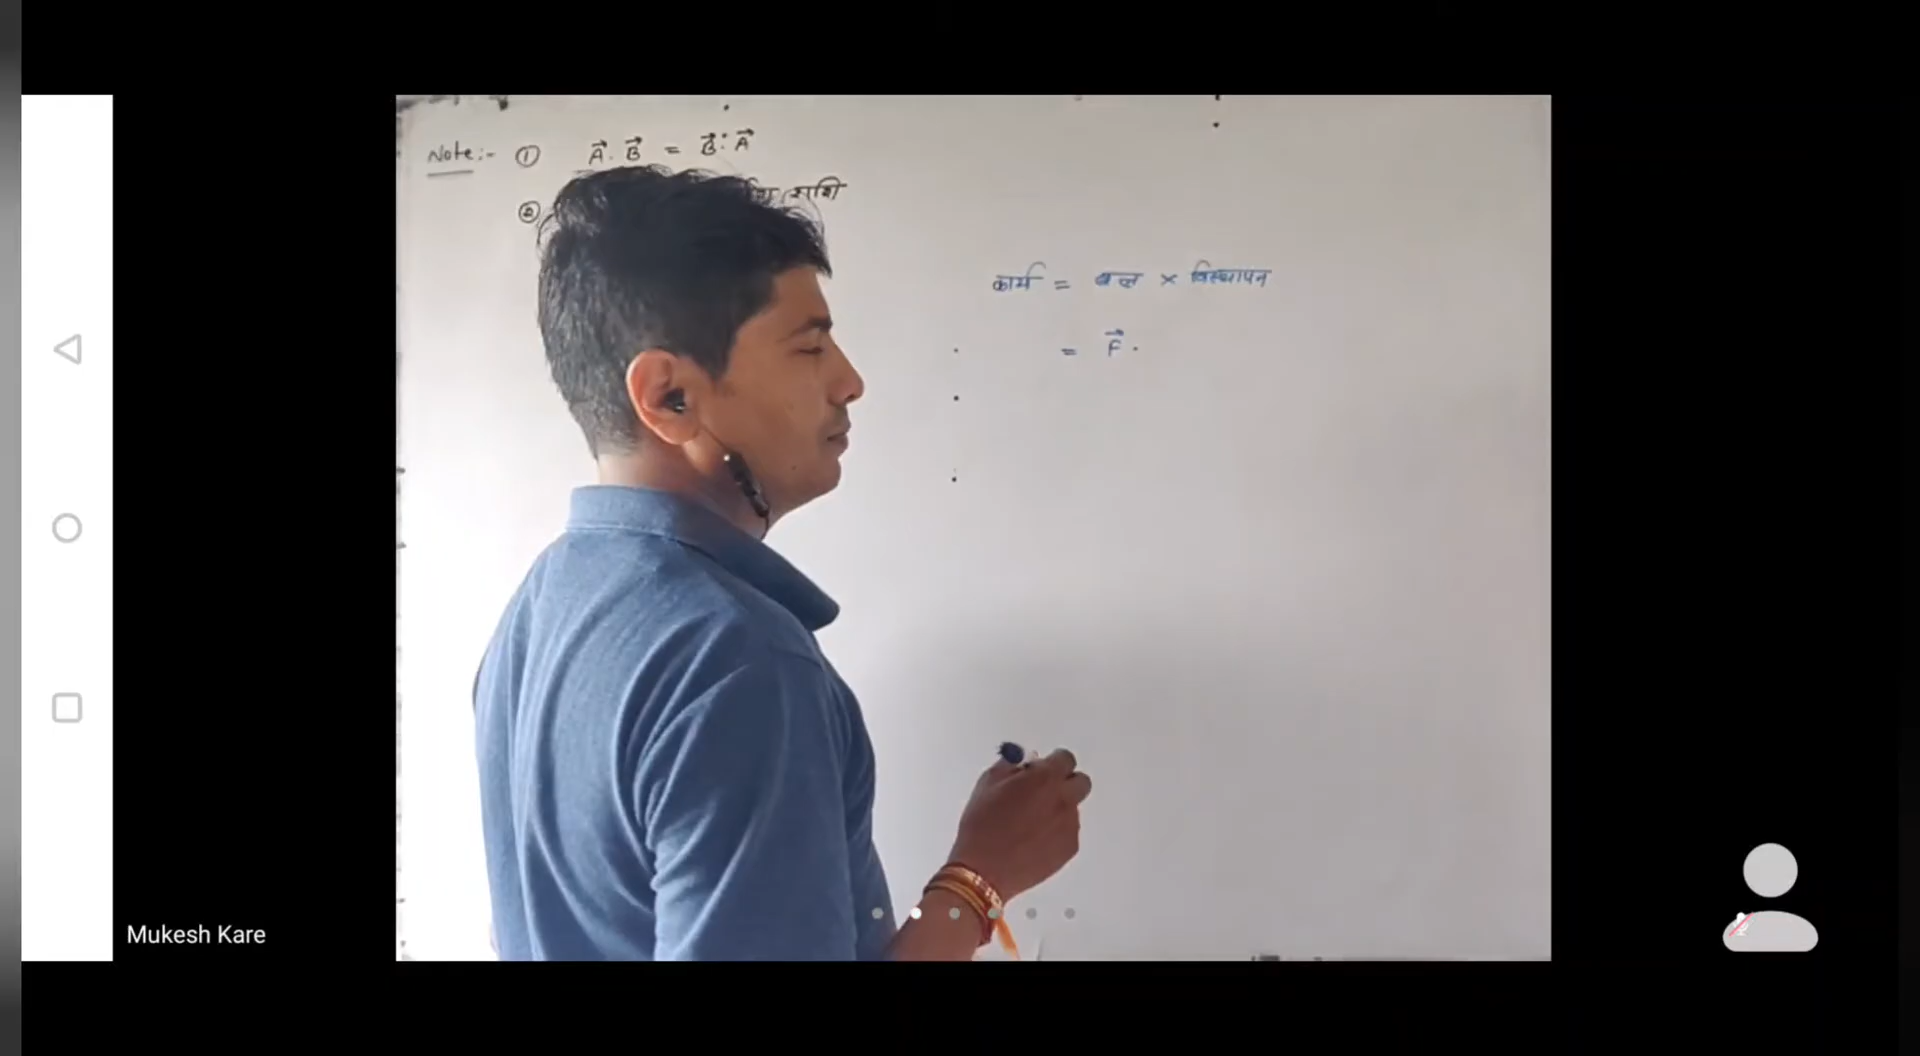 Note:- ① A⃗. B⃗ = B⃗. A⃗
② राशि
कार्य = बल × विस्थापन
= F⃗ .
Mukesh Kare